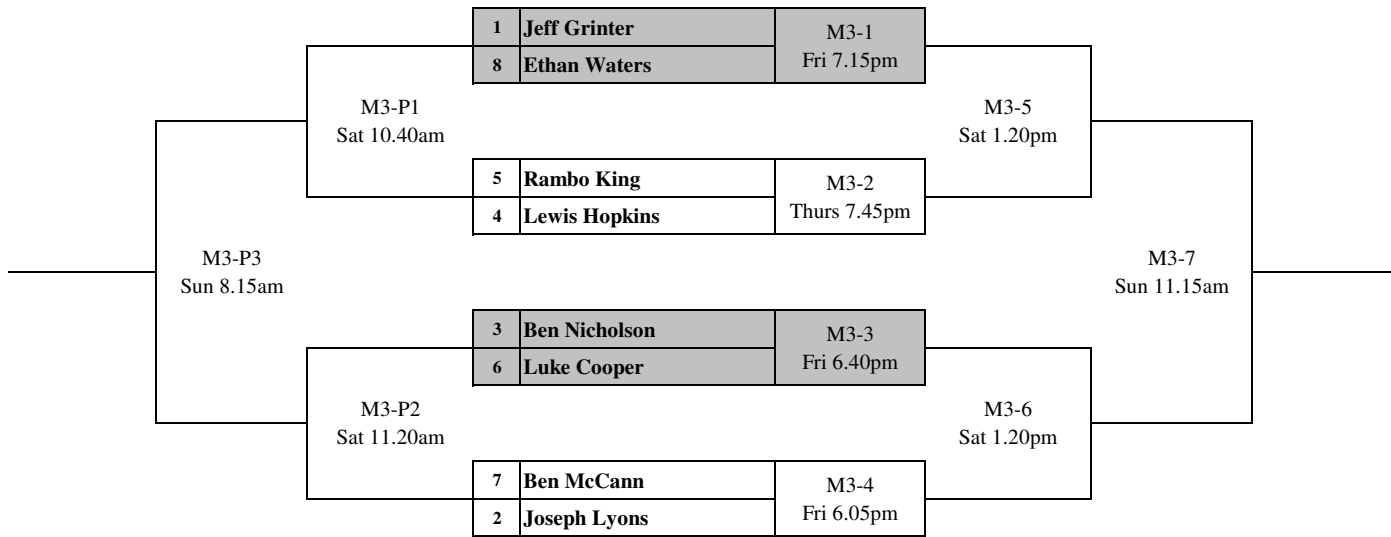 1 Jeff Grinter M3-1
8 Ethan Waters Fri 7.15pm
M3-P1 M3-5
Sat 10.40am Sat 1.20pm
5 Rambo King M3-2
4 Lewis Hopkins Thurs 7.45pm
M3-P3 M3-7
Sun 8.15am Sun 11.15am
3 Ben Nicholson M3-3
6 Luke Cooper Fri 6.40pm
M3-P2 M3-6
Sat 11.20am Sat 1.20pm
7 Ben McCann M3-4
2 Joseph Lyons Fri 6.05pm